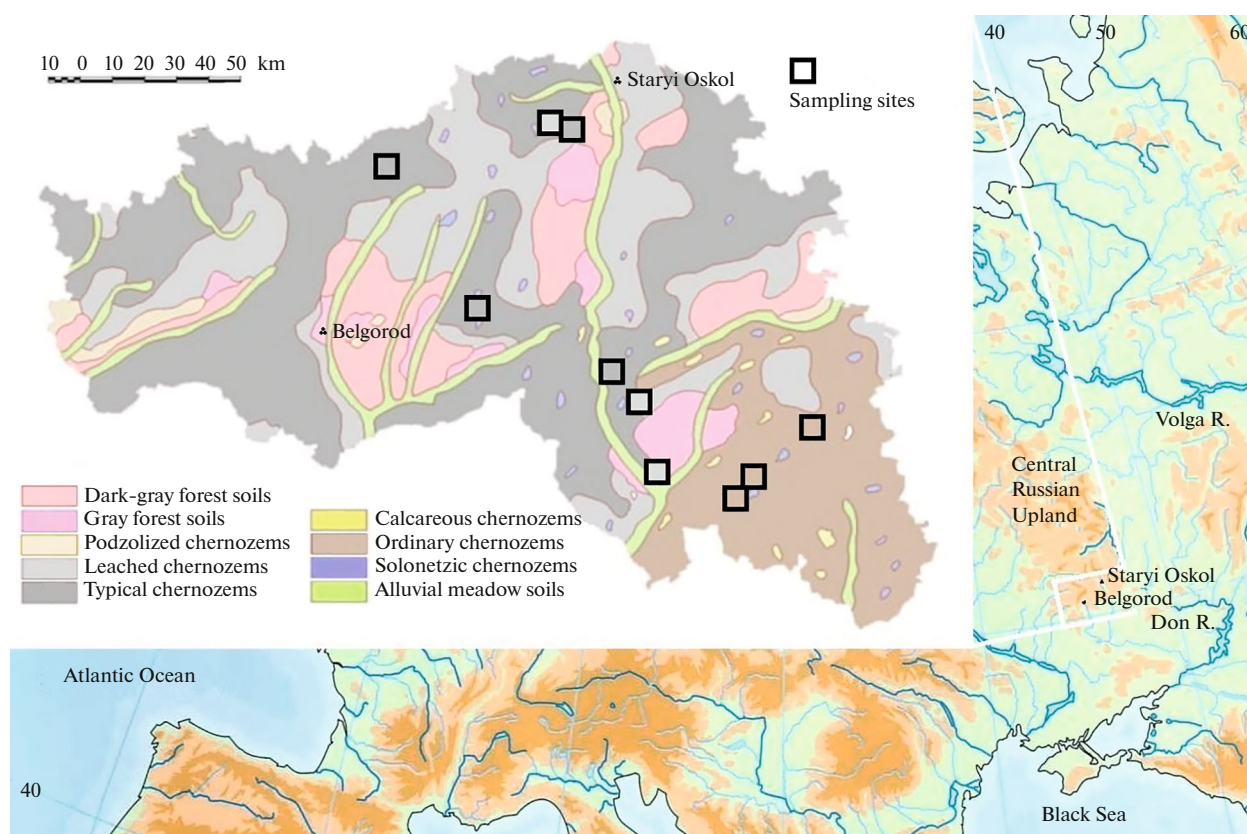 10 0 10 20 30 40 50 km
Staryi Oskol
Sampling sites
Belgorod
Dark-gray forest soils
Gray forest soils
Podzolized chernozems
Leached chernozems
Typical chernozems
Calcareous chernozems
Ordinary chernozems
Solonetzic chernozems
Alluvial meadow soils
40 50 60
Volga R.
Central
Russian
Upland
Staryi Oskol
Belgorod
Don R.
Atlantic Ocean
40
Black Sea